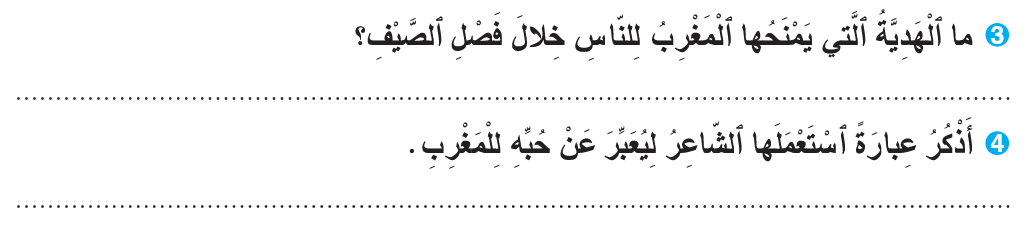 3 ما ٱلْهَدِيَّةُ ٱلَّتي يَمْنَحُها ٱلْمَغْرِبُ لِلنّاسِ خِلالَ فَصْلِ ٱلصَّيْفِ؟
................................................................................
4 أَذْكُرُ عِبارَةً ٱسْتَعْمَلَها ٱلشّاعِرُ لِيُعَبِّرَ عَنْ حُبِّهِ لِلْمَغْرِبِ.
................................................................................